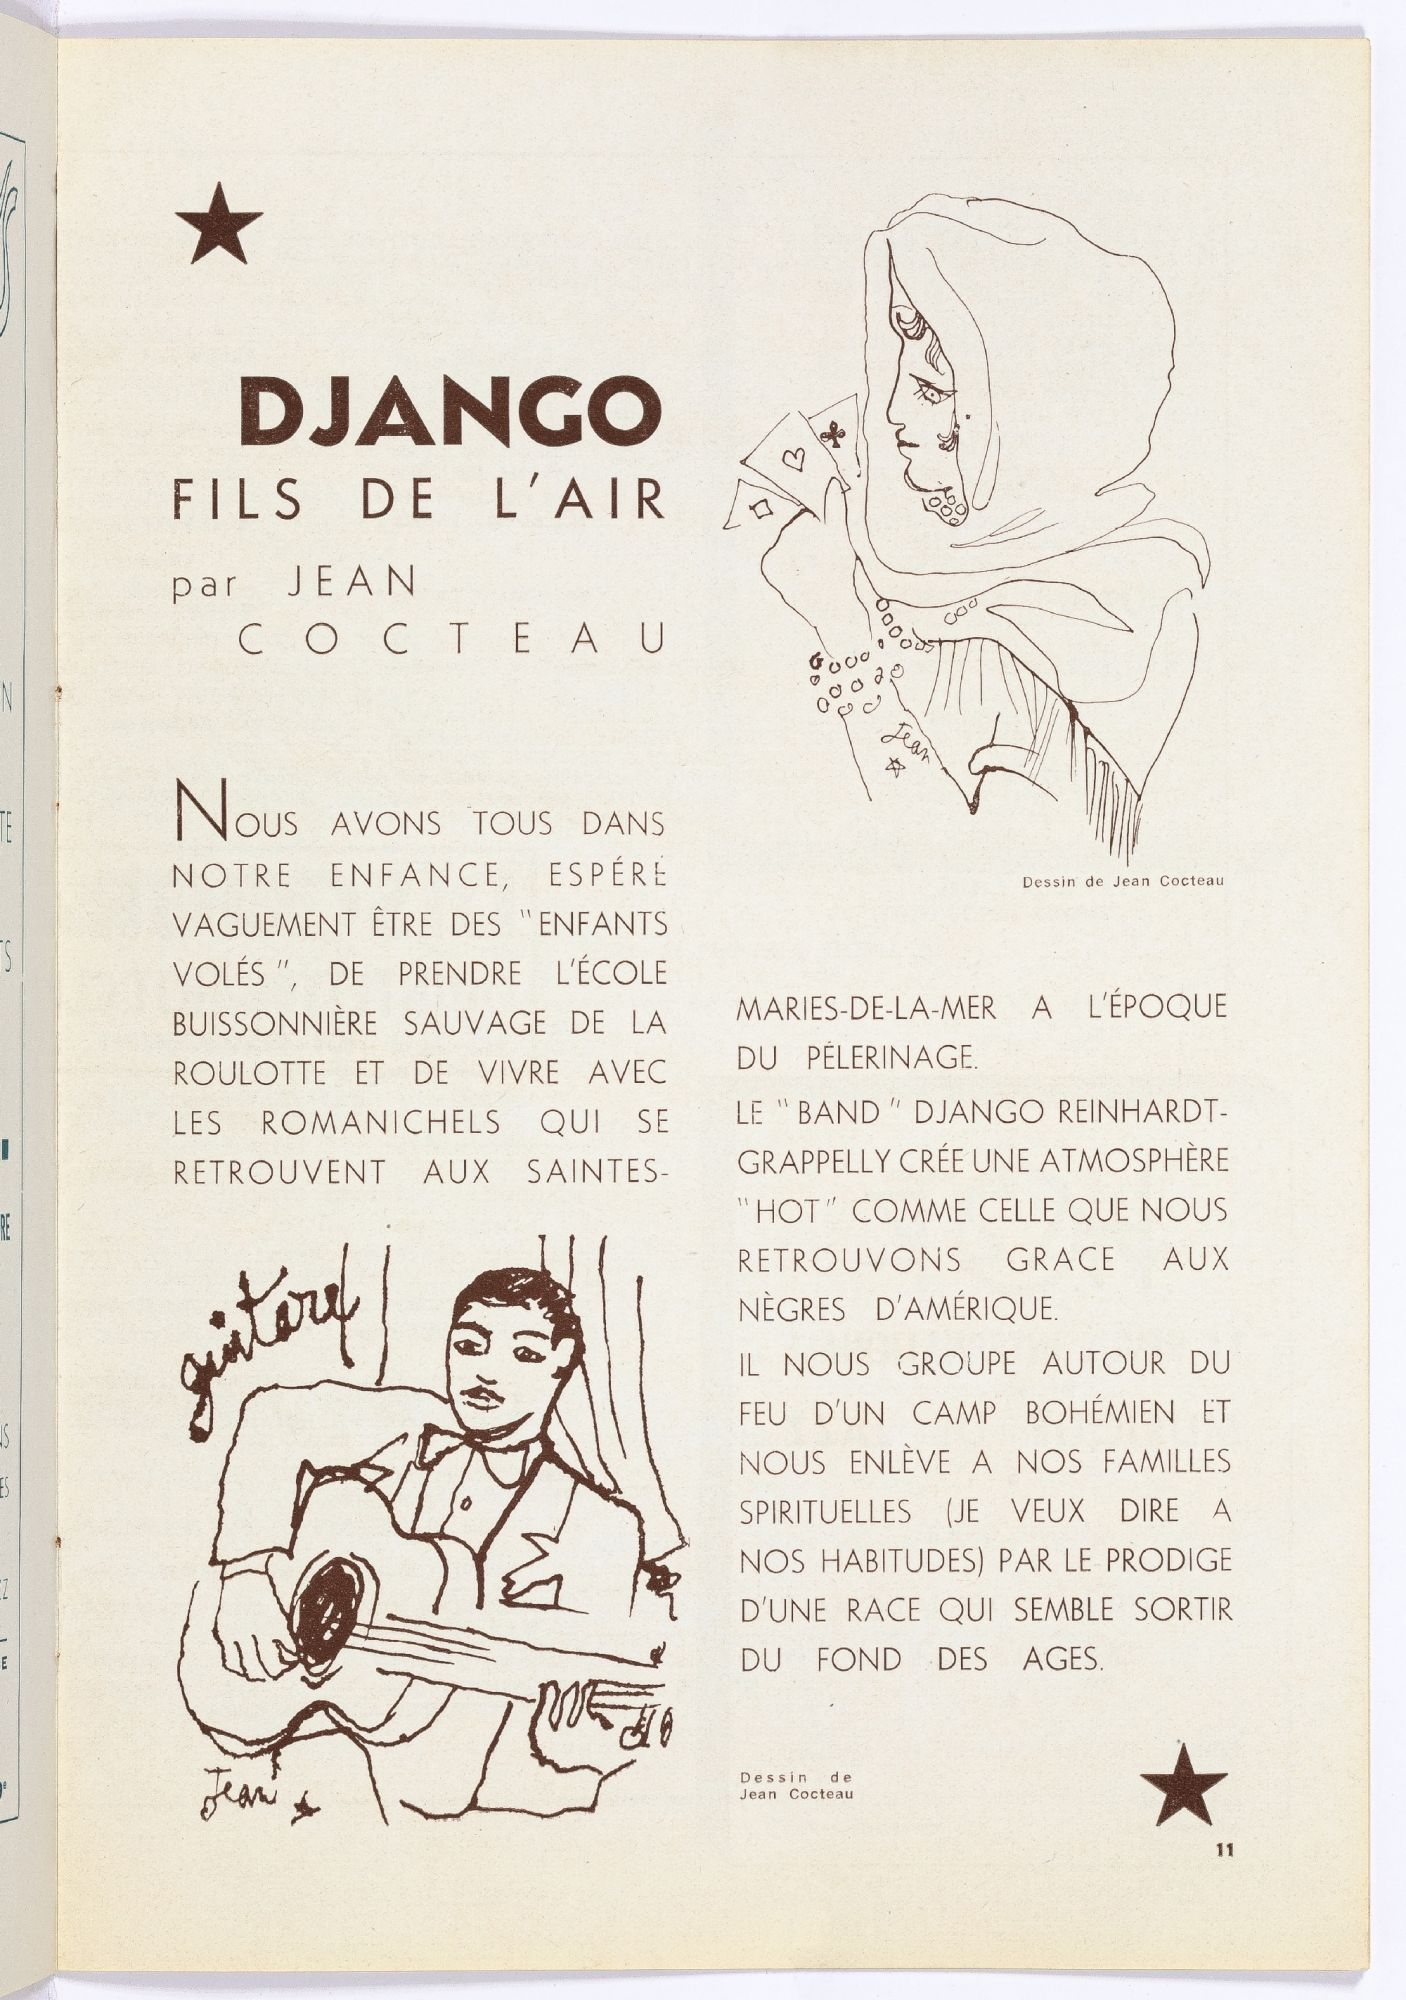 DJANGO
FILS DE L'AIR
par JEAN
COCTEAU
NOUS AVONS TOUS DANS
NOTRE ENFANCE, ESPÉRÉ
VAGUEMENT ÊTRE DES "ENFANTS
VOLÉS", DE PRENDRE L'ÉCOLE
BUISSONNIÈRE SAUVAGE DE LA
ROULOTTE ET DE VIVRE AVEC
LES ROMANICHELS QUI SE
RETROUVENT AUX SAINTES-
guitare
Jean
Jean
Dessin de Jean Cocteau
MARIES-DE-LA-MER A L'ÉPOQUE
DU PÉLERINAGE.
LE "BAND" DJANGO REINHARDT-
GRAPPELLY CRÉE UNE ATMOSPHÈRE
"HOT" COMME CELLE QUE NOUS
RETROUVONS GRACE AUX
NÈGRES D'AMÉRIQUE.
IL NOUS GROUPE AUTOUR DU
FEU D'UN CAMP BOHÉMIEN ET
NOUS ENLÈVE A NOS FAMILLES
SPIRITUELLES (JE VEUX DIRE A
NOS HABITUDES) PAR LE PRODIGE
D'UNE RACE QUI SEMBLE SORTIR
DU FOND DES AGES.
Dessin de
Jean Cocteau
11